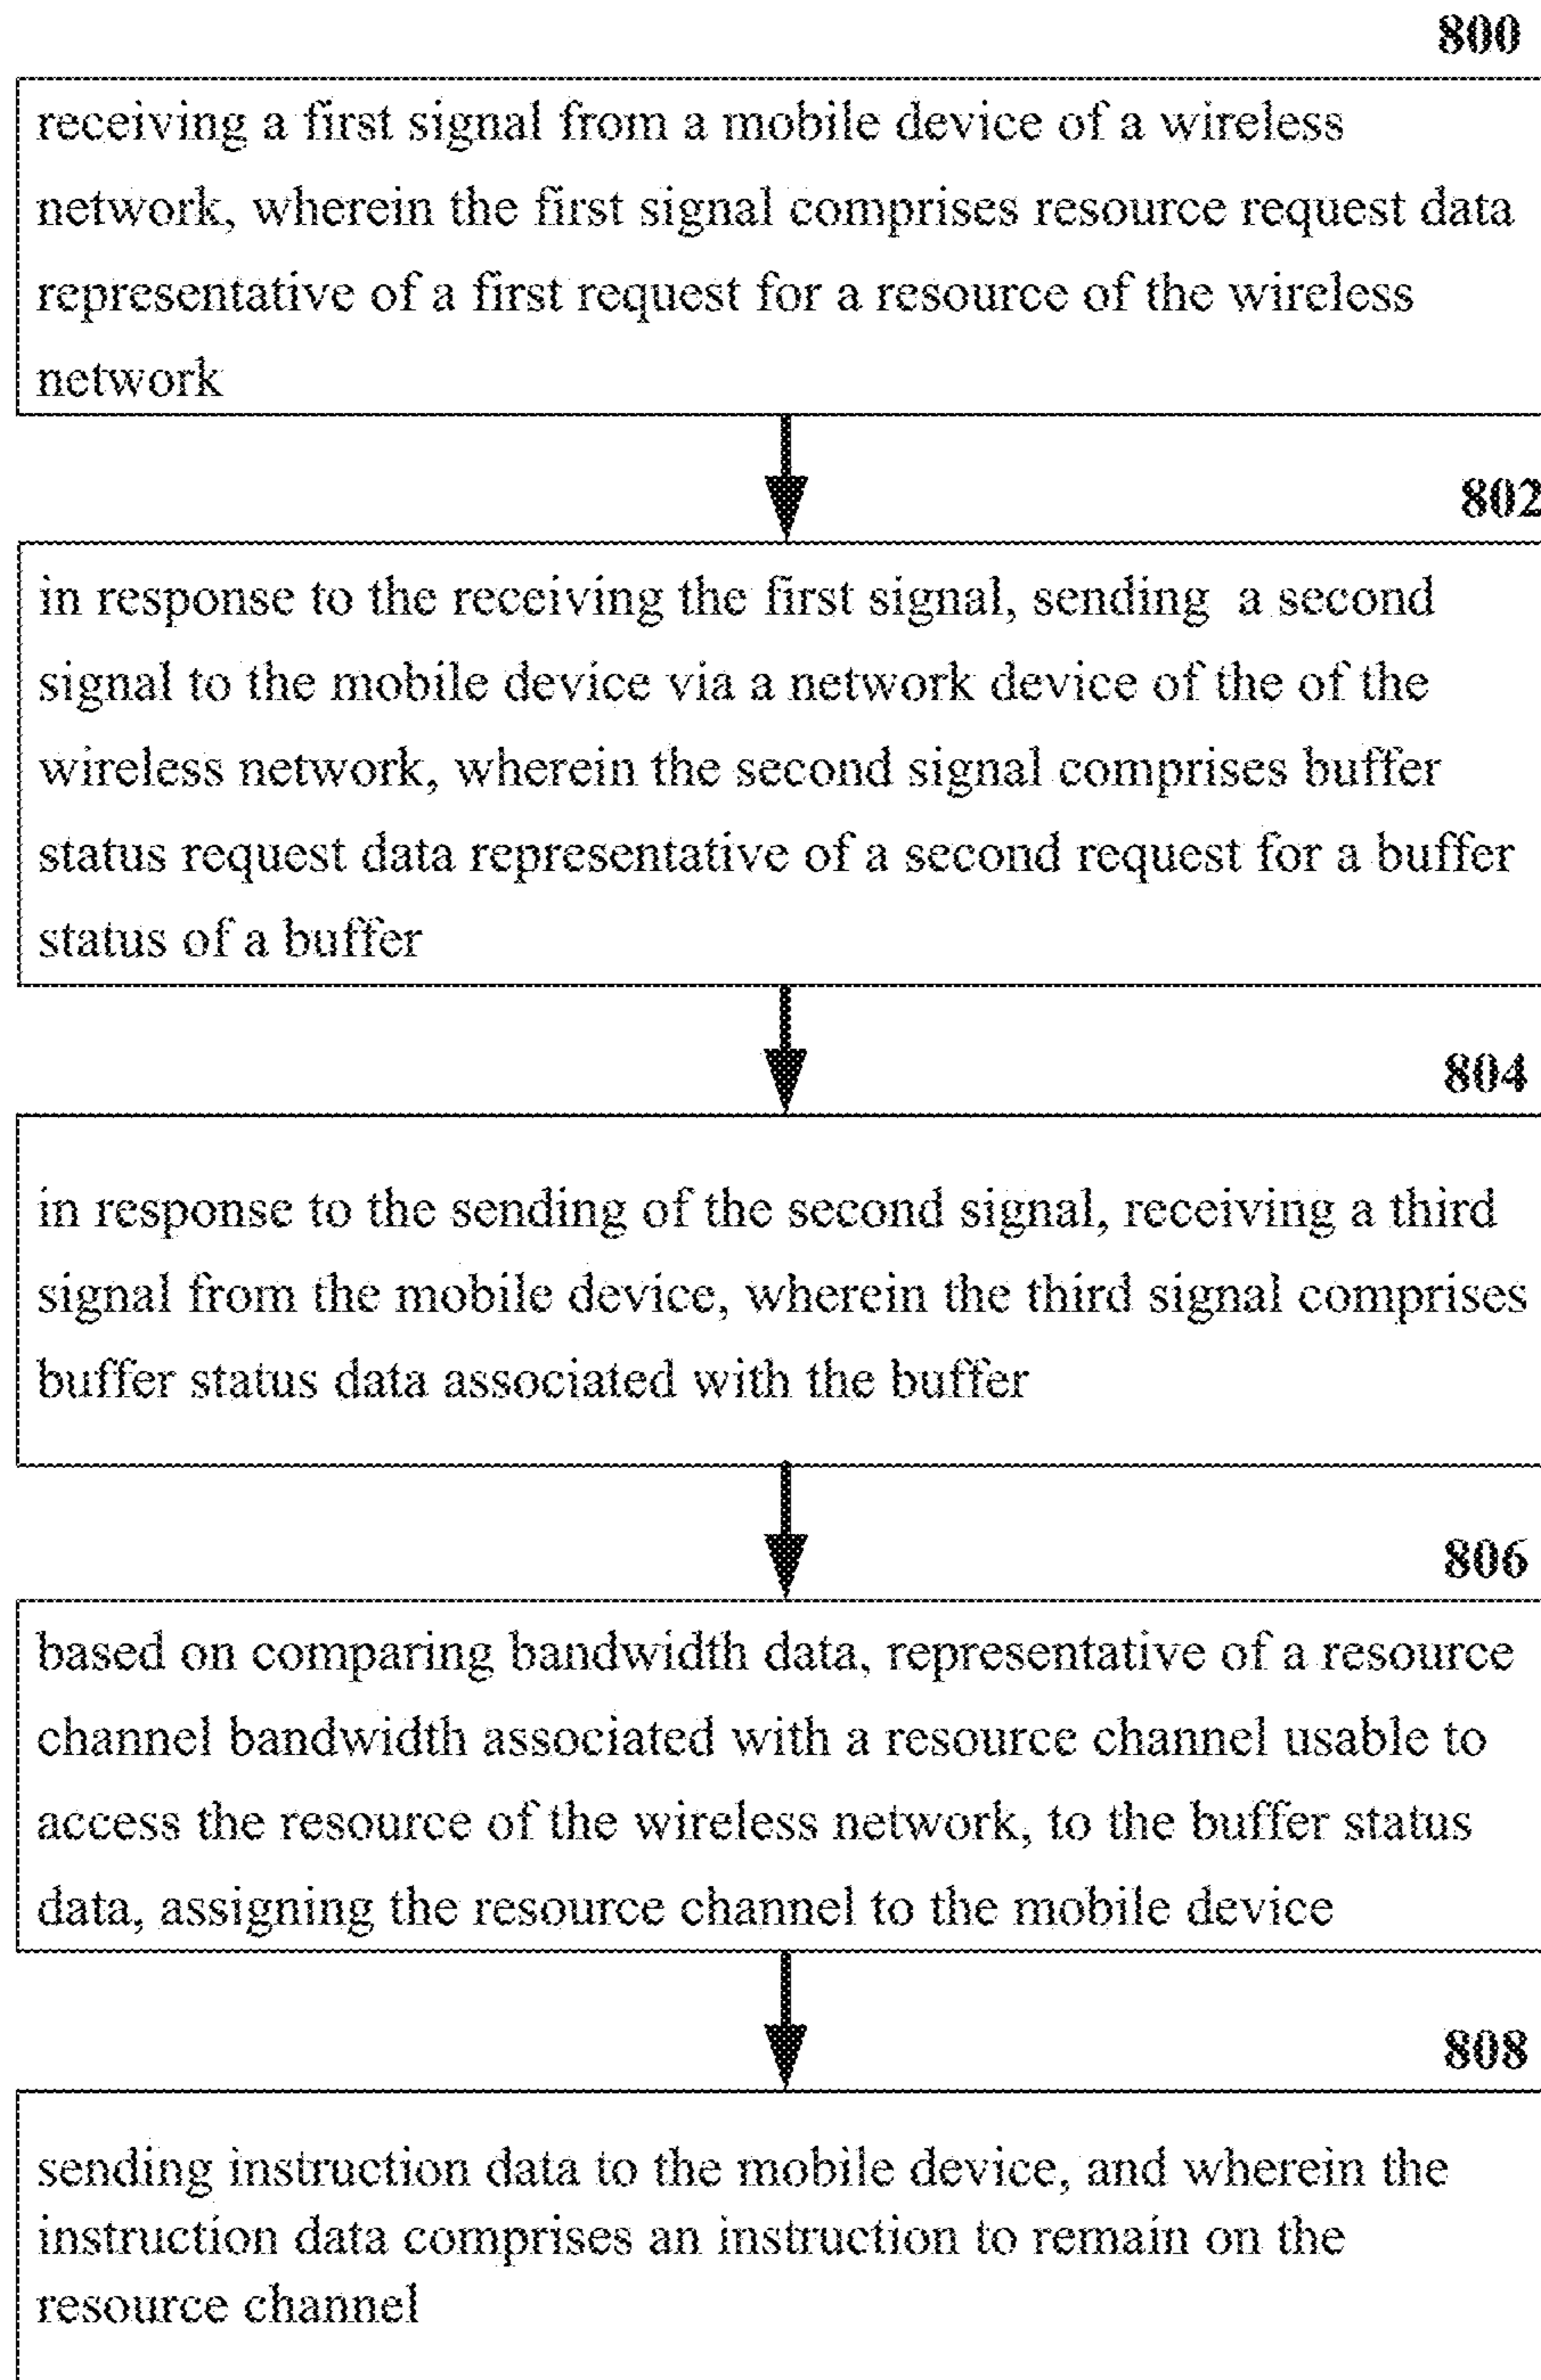 800
receiving a first signal from a mobile device of a wireless
network, wherein the first signal comprises resource request data
representative of a first request for a resource of the wireless
network
802
in response to the receiving the first signal, sending a second
signal to the mobile device via a network device of the of the
wireless network, wherein the second signal comprises buffer
status request data representative of a second request for a buffer
status of a buffer
804
in response to the sending of the second signal, receiving a third
signal from the mobile device, wherein the third signal comprises
buffer status data associated with the buffer
806
based on comparing bandwidth data, representative of a resource
channel bandwidth associated with a resource channel usable to
access the resource of the wireless network, to the buffer status
data, assigning the resource channel to the mobile device
808
sending instruction data to the mobile device, and wherein the
instruction data comprises an instruction to remain on the
resource channel